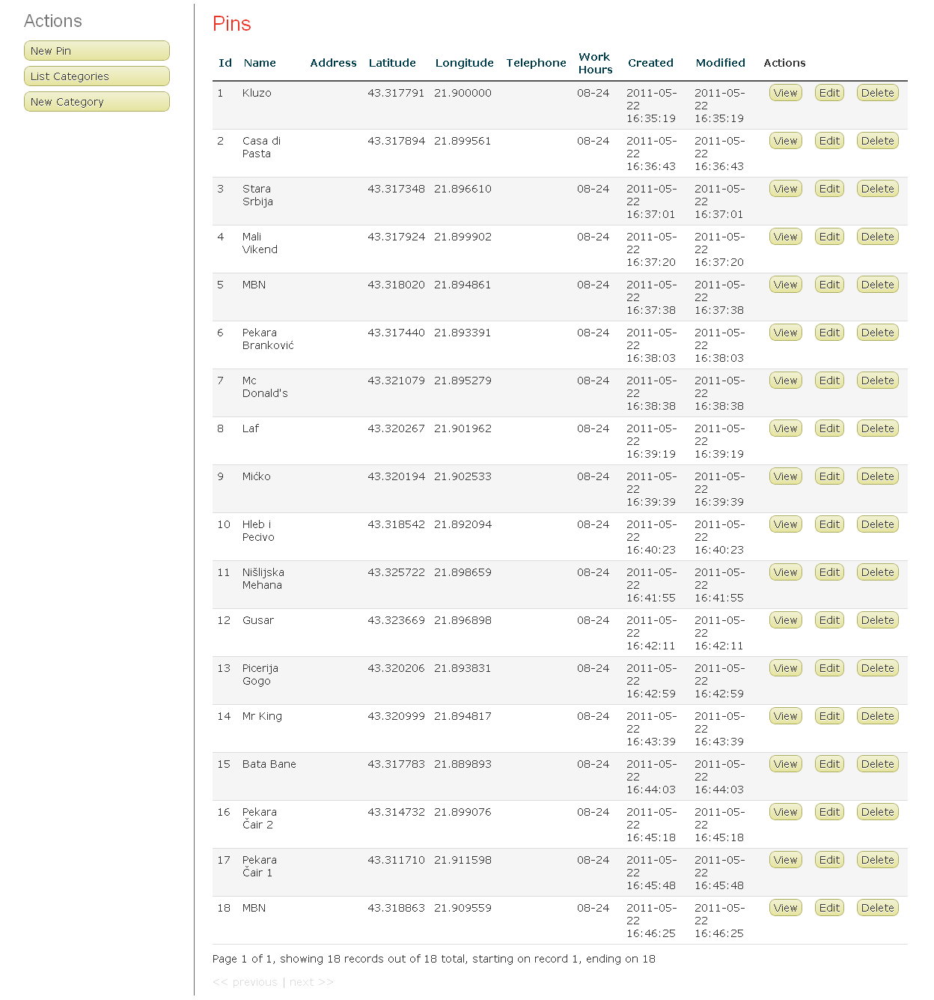 Actions
New Pin
List Categories
New Category
Pins
Id Name Address Latitude Longitude Telephone Work Hours Created Modified Actions
1 Kluzo 43.317791 21.900000 08-24 2011-05-22 16:35:19 2011-05-22 16:35:19 View Edit Delete
2 Casa di Pasta 43.317894 21.899561 08-24 2011-05-22 16:36:43 2011-05-22 16:36:43 View Edit Delete
3 Stara Srbija 43.317348 21.896610 08-24 2011-05-22 16:37:01 2011-05-22 16:37:01 View Edit Delete
4 Mali Vikend 43.317924 21.899902 08-24 2011-05-22 16:37:20 2011-05-22 16:37:20 View Edit Delete
5 MBN 43.318020 21.894861 08-24 2011-05-22 16:37:38 2011-05-22 16:37:38 View Edit Delete
6 Pekara Branković 43.317440 21.893391 08-24 2011-05-22 16:38:03 2011-05-22 16:38:03 View Edit Delete
7 Mc Donald's 43.321079 21.895279 08-24 2011-05-22 16:38:38 2011-05-22 16:38:38 View Edit Delete
8 Laf 43.320267 21.901962 08-24 2011-05-22 16:39:19 2011-05-22 16:39:19 View Edit Delete
9 Mićko 43.320194 21.902533 08-24 2011-05-22 16:39:39 2011-05-22 16:39:39 View Edit Delete
10 Hleb i Pecivo 43.318542 21.892094 08-24 2011-05-22 16:40:23 2011-05-22 16:40:23 View Edit Delete
11 Nišlijska Mehana 43.325722 21.898659 08-24 2011-05-22 16:41:55 2011-05-22 16:41:55 View Edit Delete
12 Gusar 43.323669 21.896898 08-24 2011-05-22 16:42:11 2011-05-22 16:42:11 View Edit Delete
13 Picerija Gogo 43.320206 21.893831 08-24 2011-05-22 16:42:59 2011-05-22 16:42:59 View Edit Delete
14 Mr King 43.320999 21.894817 08-24 2011-05-22 16:43:39 2011-05-22 16:43:39 View Edit Delete
15 Bata Bane 43.317783 21.889893 08-24 2011-05-22 16:44:03 2011-05-22 16:44:03 View Edit Delete
16 Pekara Čair 2 43.314732 21.899076 08-24 2011-05-22 16:45:18 2011-05-22 16:45:18 View Edit Delete
17 Pekara Čair 1 43.311710 21.911598 08-24 2011-05-22 16:45:48 2011-05-22 16:45:48 View Edit Delete
18 MBN 43.318863 21.909559 08-24 2011-05-22 16:46:25 2011-05-22 16:46:25 View Edit Delete
Page 1 of 1, showing 18 records out of 18 total, starting on record 1, ending on 18
<< previous | next >>